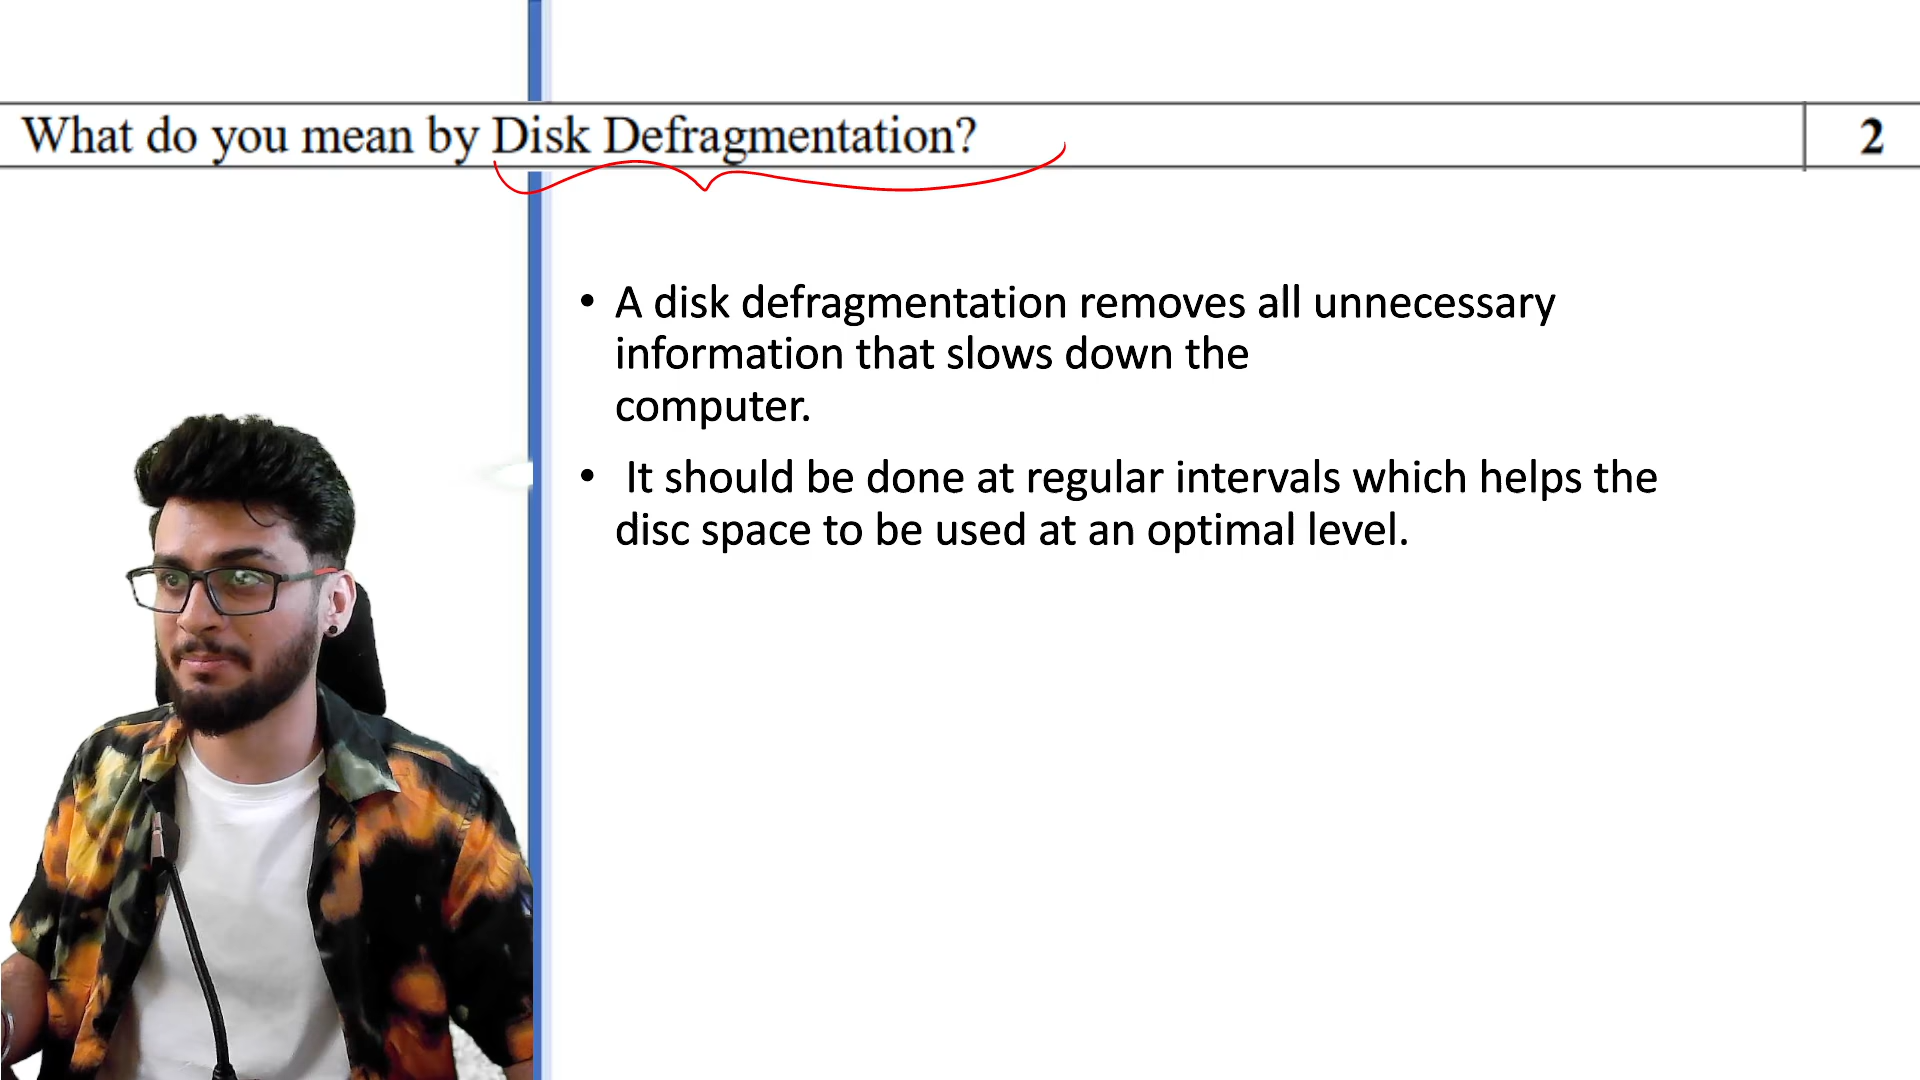 What do you mean by Disk Defragmentation? 2
• A disk defragmentation removes all unnecessary
information that slows down the
computer.
• It should be done at regular intervals which helps the
disc space to be used at an optimal level.